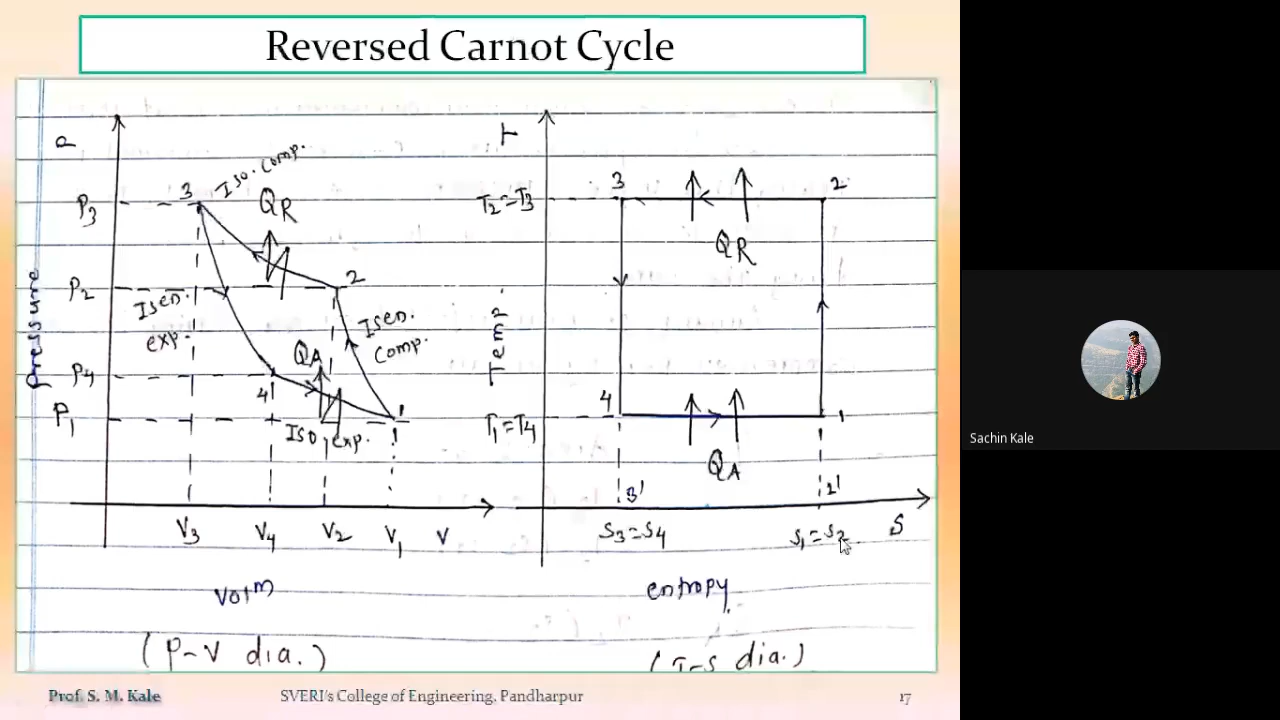 Reversed Carnot Cycle
P
Pressure
P3
P2
P4
P1
3
Iso. Comp.
QR
2
Isen.
exp.
Isen.
Comp.
QA
4
1
Iso. exp.
V3 V4 V2 V1 V
Volm
(P-V dia.)
T
Temp.
T2=T3
T1=T4
3
2
QR
4
1
QA
3'
2'
S3=S4
S1=S2
S
entropy
(T-S dia.)
Prof. S. M. Kale
SVERI's College of Engineering, Pandharpur
17
Sachin Kale